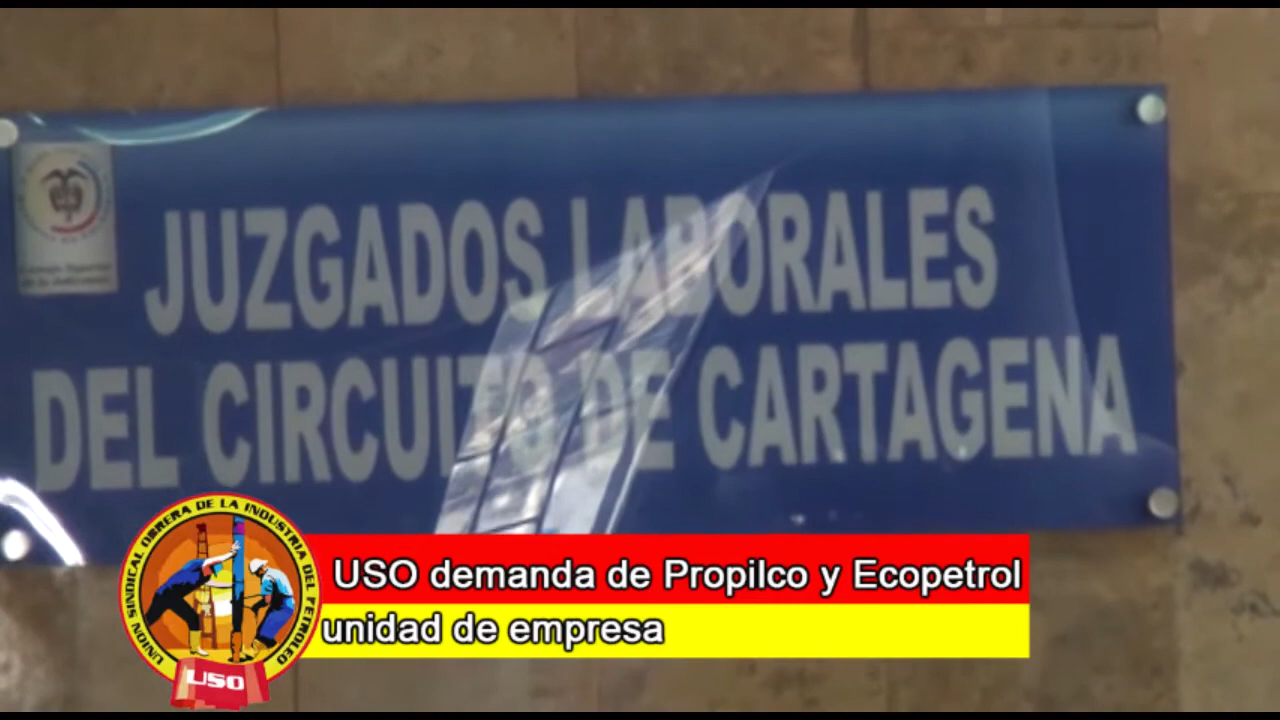 JUZGADOS LABORALES
DEL CIRCUITO DE CARTAGENA
UNION SINDICAL OBRERA DE LA INDUSTRIA DEL PETROLEO
USO
USO demanda de Propilco y Ecopetrol
unidad de empresa